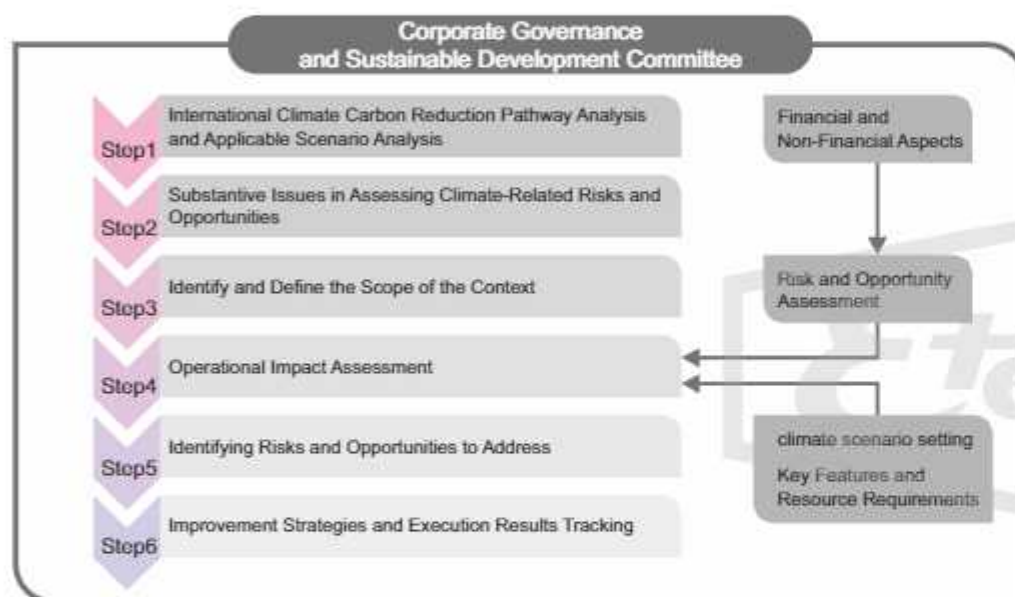 Corporate Governance
and Sustainable Development Committee
Step1
International Climate Carbon Reduction Pathway Analysis
and Applicable Scenario Analysis
Step2
Substantive Issues in Assessing Climate-Related Risks and
Opportunities
Step3
Identify and Define the Scope of the Context
Step4
Operational Impact Assessment
Step5
Identifying Risks and Opportunities to Address
Step6
Improvement Strategies and Execution Results Tracking
Financial and
Non-Financial Aspects
Risk and Opportunity
Assessment
climate scenario setting
Key Features and
Resource Requirements